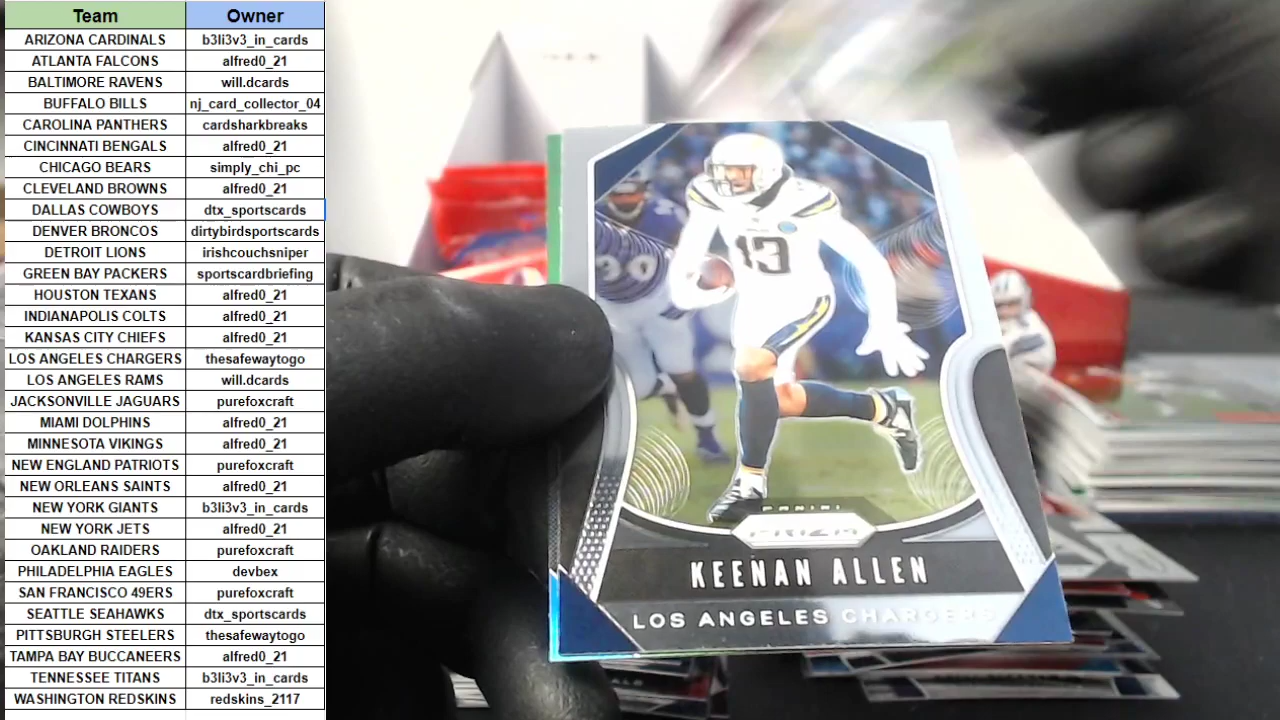 Team Owner
ARIZONA CARDINALS b3li3v3_in_cards
ATLANTA FALCONS alfred0_21
BALTIMORE RAVENS will.dcards
BUFFALO BILLS nj_card_collector_04
CAROLINA PANTHERS cardsharkbreaks
CINCINNATI BENGALS alfred0_21
CHICAGO BEARS simply_chi_pc
CLEVELAND BROWNS alfred0_21
DALLAS COWBOYS dtx_sportscards
DENVER BRONCOS dirtybirdsportscards
DETROIT LIONS irishcouchsniper
GREEN BAY PACKERS sportscardbriefing
HOUSTON TEXANS alfred0_21
INDIANAPOLIS COLTS alfred0_21
KANSAS CITY CHIEFS alfred0_21
LOS ANGELES CHARGERS thesafewaytogo
LOS ANGELES RAMS will.dcards
JACKSONVILLE JAGUARS purefoxcraft
MIAMI DOLPHINS alfred0_21
MINNESOTA VIKINGS alfred0_21
NEW ENGLAND PATRIOTS purefoxcraft
NEW ORLEANS SAINTS alfred0_21
NEW YORK GIANTS b3li3v3_in_cards
NEW YORK JETS alfred0_21
OAKLAND RAIDERS purefoxcraft
PHILADELPHIA EAGLES devbex
SAN FRANCISCO 49ERS purefoxcraft
SEATTLE SEAHAWKS dtx_sportscards
PITTSBURGH STEELERS thesafewaytogo
TAMPA BAY BUCCANEERS alfred0_21
TENNESSEE TITANS b3li3v3_in_cards
WASHINGTON REDSKINS redskins_2117
13
PANINI
PRIZM
KEENAN ALLEN
LOS ANGELES CHARGERS